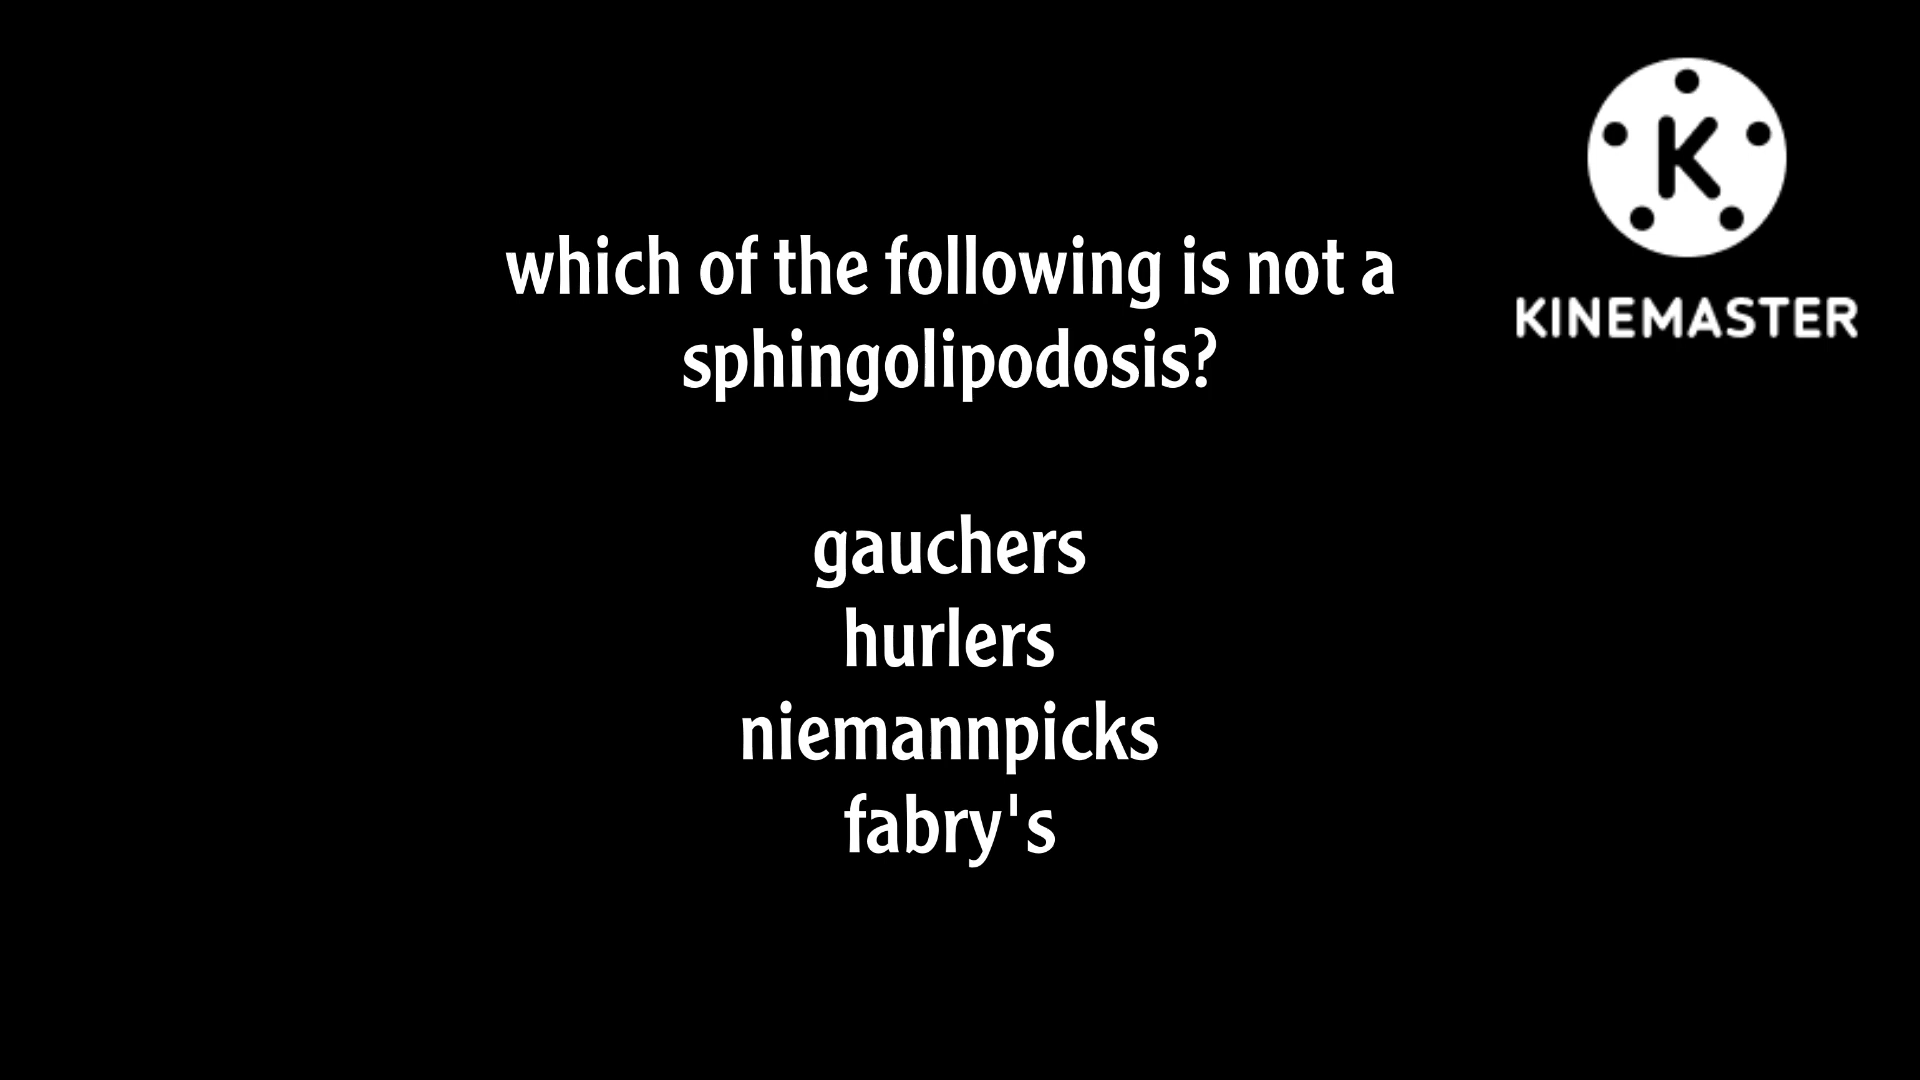 which of the following is not a
sphingolipodosis?
gauchers
hurlers
niemannpicks
fabry's
K
KINEMASTER